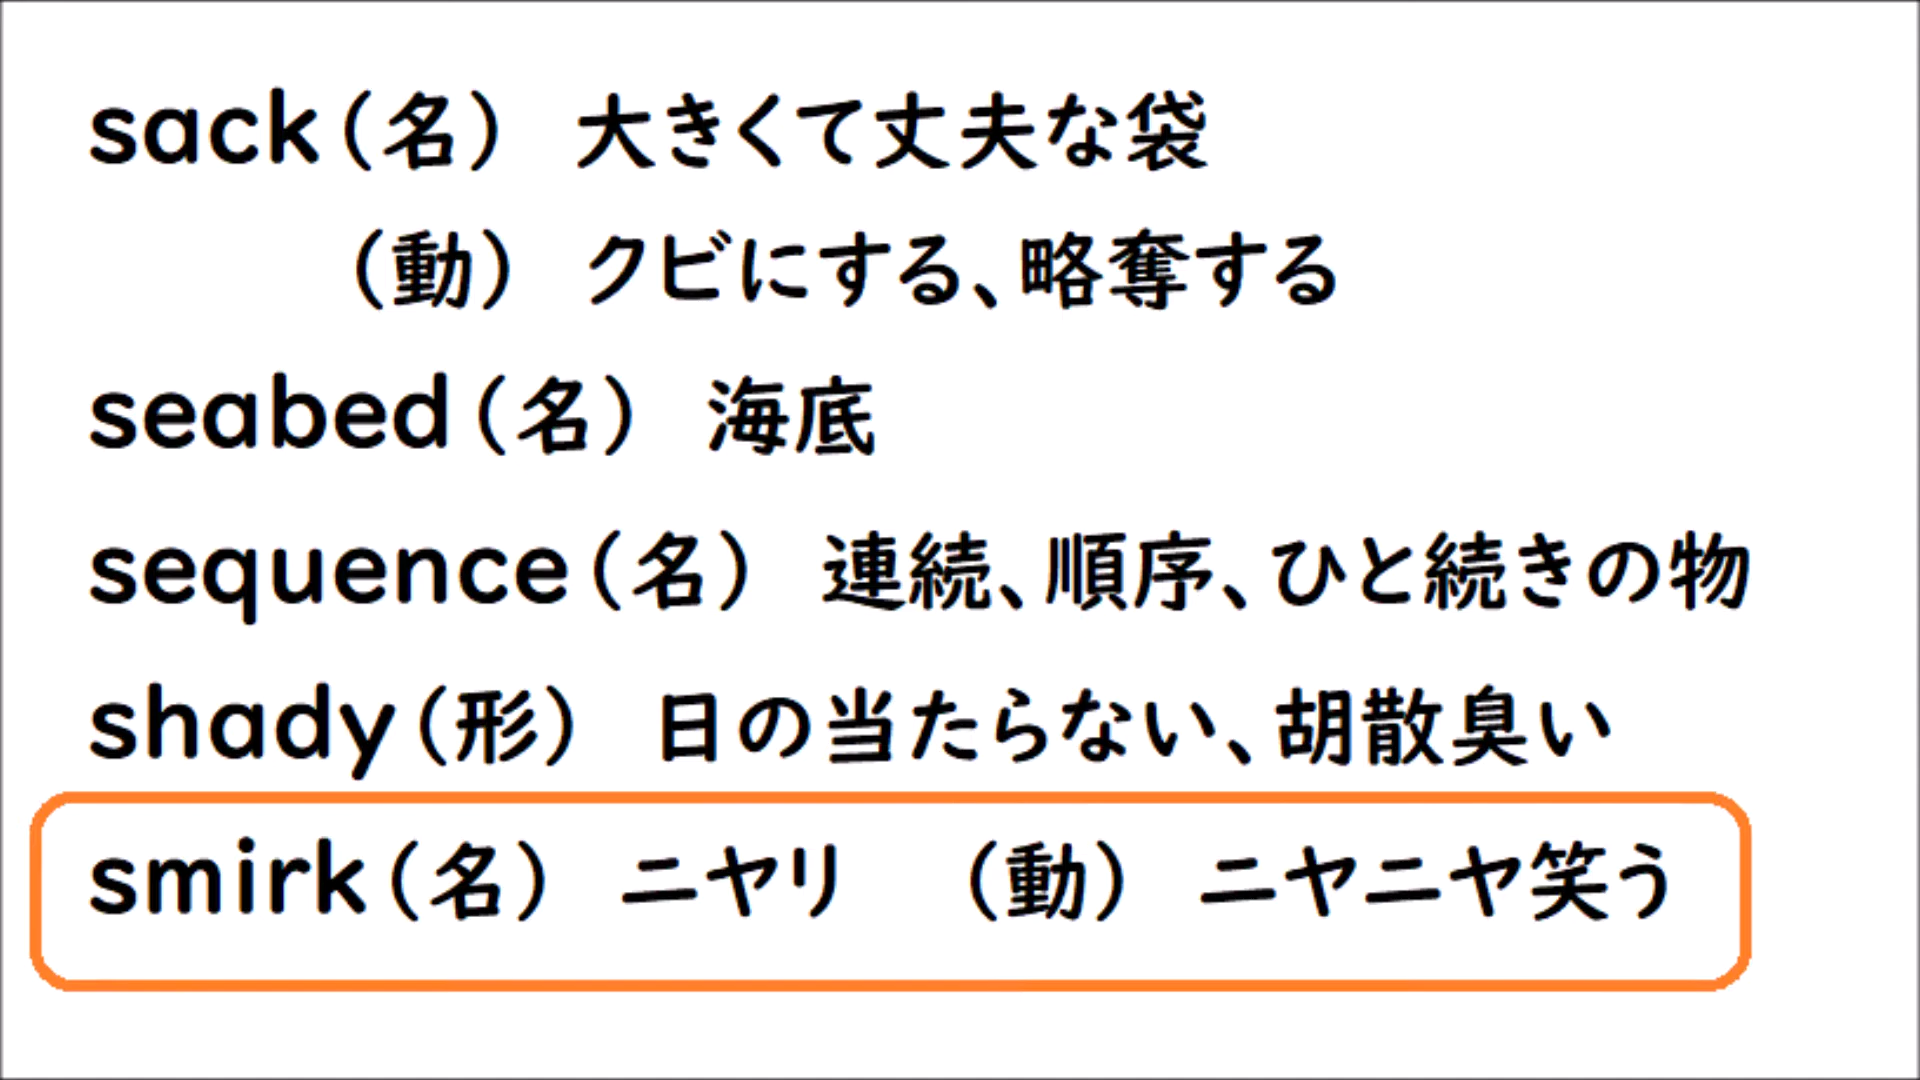 sack（名） 大きくて丈夫な袋
（動） クビにする、略奪する
seabed（名） 海底
sequence（名） 連続、順序、ひと続きの物
shady（形） 日の当たらない、胡散臭い
smirk（名） ニヤリ （動） ニヤニヤ笑う